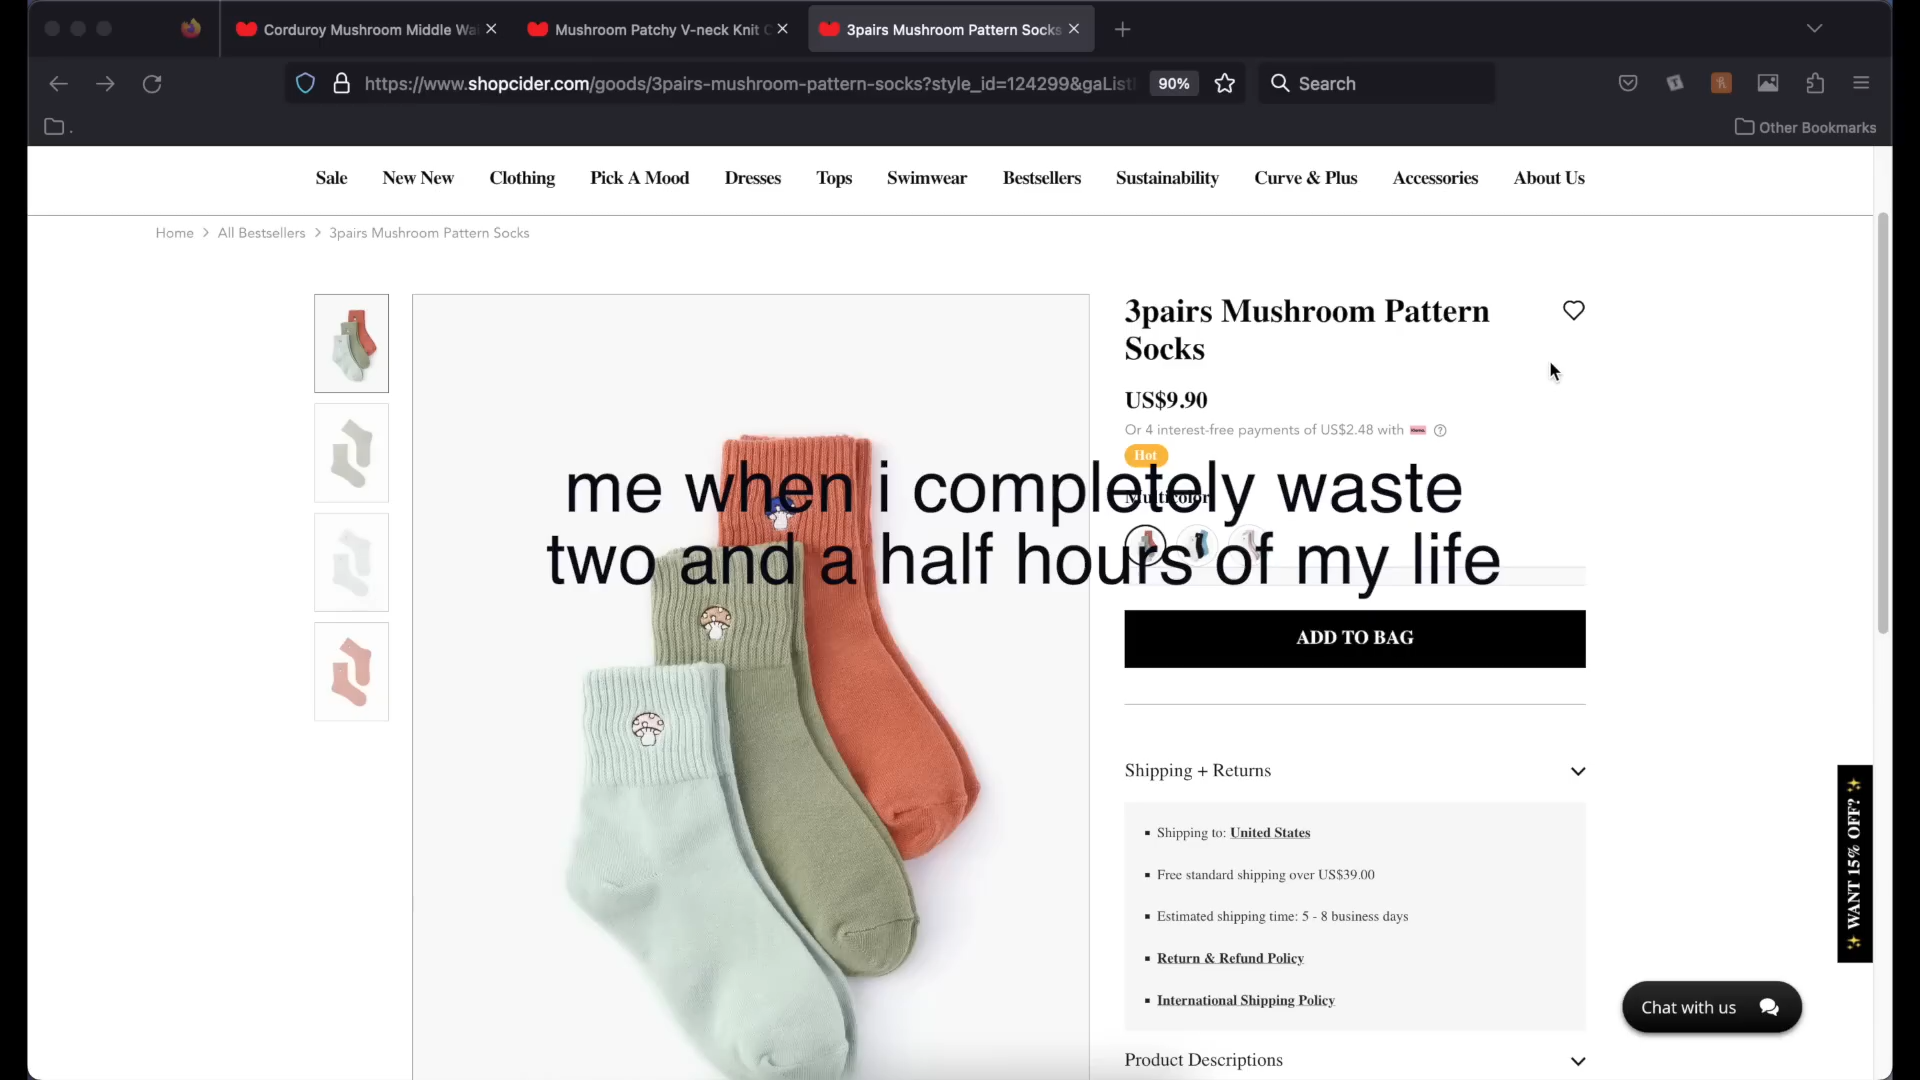 Corduroy Mushroom Middle Wai
Mushroom Patchy V-neck Knit C
3pairs Mushroom Pattern Socks
https://www.shopcider.com/goods/3pairs-mushroom-pattern-socks?style_id=124299&gaListI
90%
Search
.
Other Bookmarks
Sale
New New
Clothing
Pick A Mood
Dresses
Tops
Swimwear
Bestsellers
Sustainability
Curve & Plus
Accessories
About Us
Home > All Bestsellers > 3pairs Mushroom Pattern Socks
3pairs Mushroom Pattern
Socks
US$9.90
Or 4 interest-free payments of US$2.48 with
Hot
Multicolor
me when i completely waste
two and a half hours of my life
ADD TO BAG
Shipping + Returns
Shipping to: United States
Free standard shipping over US$39.00
Estimated shipping time: 5 - 8 business days
Return & Refund Policy
International Shipping Policy
Product Descriptions
✨ WANT 15% OFF? ✨
Chat with us